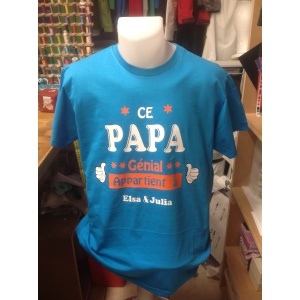 CE
PAPA
Génial
Appartient à
Elsa & Julia